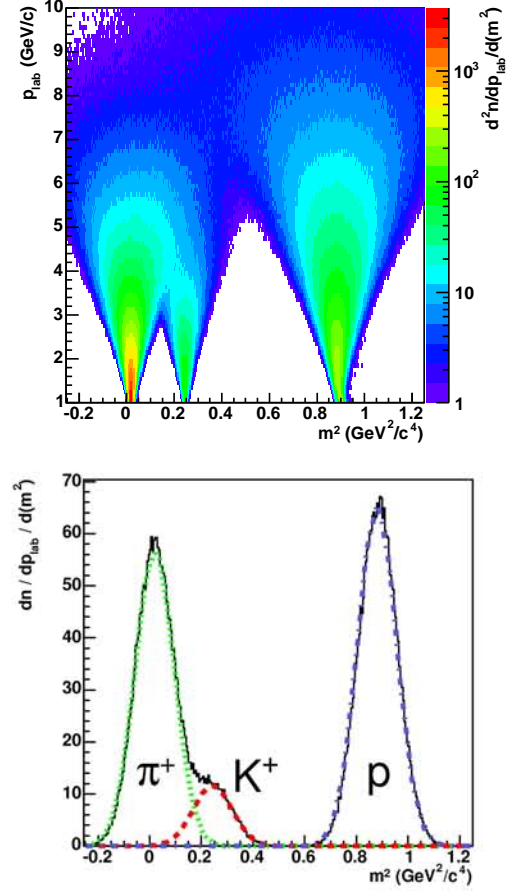 p_lab (GeV/c)
10
9
8
7
6
5
4
3
2
1
-0.2 0 0.2 0.4 0.6 0.8 1 1.2
m² (GeV²/c⁴)
d²n/dp_lab/d(m²)
10³
10²
10
1
dn / dp_lab / d(m²)
70
60
50
40
30
20
10
0
π⁺ K⁺ p
-0.2 0 0.2 0.4 0.6 0.8 1 1.2
m² (GeV²/c⁴)